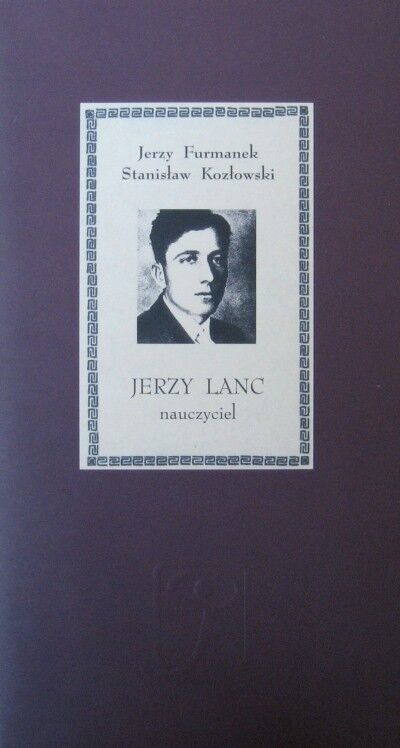 Jerzy Furmanek
Stanisław Kozłowski
JERZY LANC
nauczyciel